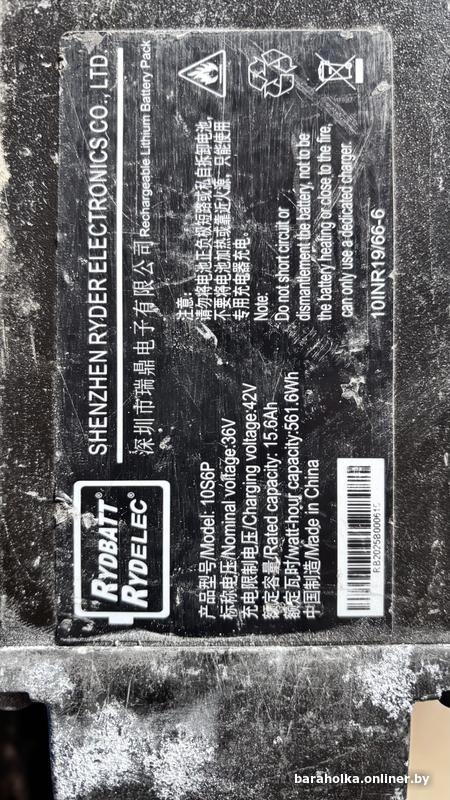 RYDBATT®
RYDELEC®
SHENZHEN RYDER ELECTRONICS CO., LTD
深圳市瑞鼎电子有限公司 Rechargeable Lithium Battery Pack
产品型号/Model: 10S6P
标称电压/Nominal voltage:36V
充电限制电压/Charging voltage:42V
额定容量/Rated capacity: 15.6Ah
额定瓦时/watt-hour capacity:561.6Wh
中国制造/Made in China
注意:
请勿将电池正负极短路或私自拆卸电池,
不要将电池加热或靠近火源, 只能使用
专用充电器充电。
Note:
Do not short circuit or
dismantlement the battery, not to be
the battery heating or close to the fire,
can only use a dedicated charger.
10INR19/66-6
baraholka.onliner.by